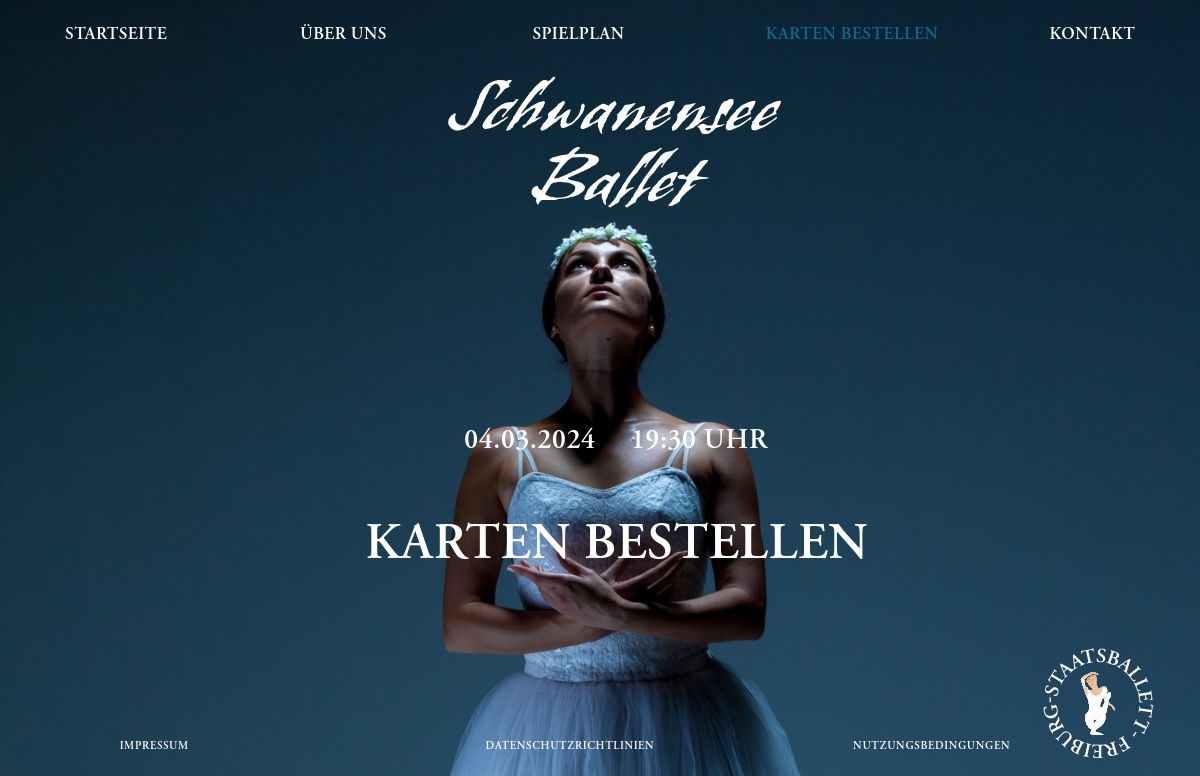 STARTSEITE ÜBER UNS SPIELPLAN KARTEN BESTELLEN KONTAKT
Schwanensee
Ballet
04.03.2024 19:30 UHR
KARTEN BESTELLEN
FREIBURG-STAATSBALLETT-
IMPRESSUM DATENSCHUTZRICHTLINIEN NUTZUNGSBEDINGUNGEN